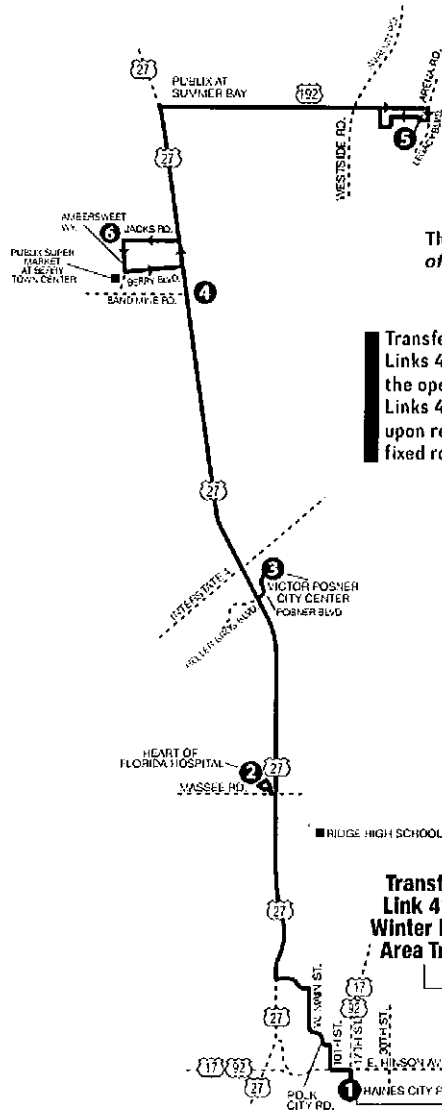 27
PUBLIX AT
SUMMER BAY
192
ARENA RD.
WESTSIDE RD.
5
27
AMBERSWEET
WY.
6
JACKS RD.
PUBLIX SUPER
MARKET
AT BERRY
TOWN CENTER
BERRY BLVD.
SAND MINE RD.
4
Th
of
Transfe
Links 4
the ope
Links 4
upon re
fixed ro
27
INTERSTATE 4
3
VICTOR POSNER
CITY CENTER
POSNER BLVD
HEART OF
FLORIDA HOSPITAL
2
27
MASSEE RD.
RIDGE HIGH SCHOOL
27
Transf
Link 4
Winter
Area Tr
W. MAIN ST.
10TH ST.
17TH ST.
30TH ST.
17
92
27
E. HINSON AV
17
92
27
POLK
CITY RD.
1
HAINES CITY P